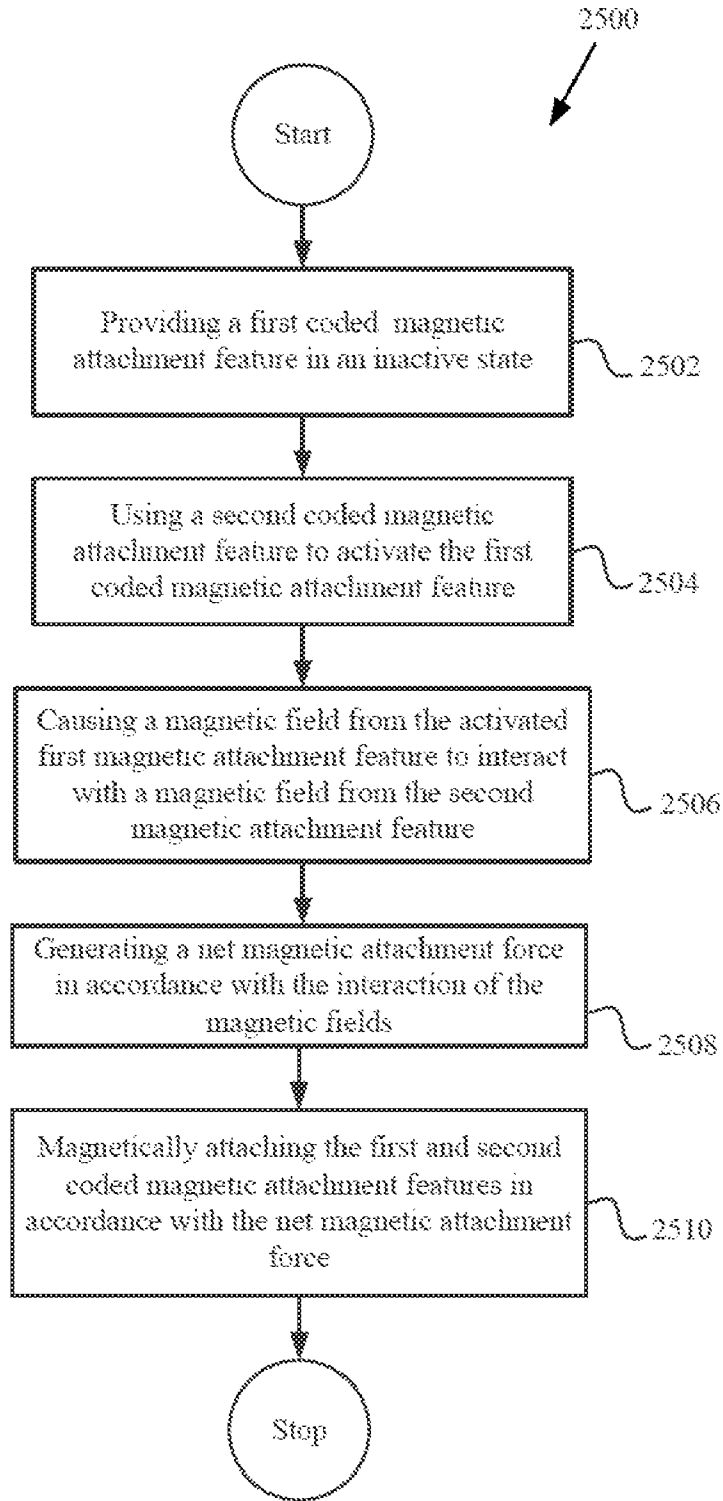 2500
Start
Providing a first coded magnetic
attachment feature in an inactive state
2502
Using a second coded magnetic
attachment feature to activate the first
coded magnetic attachment feature
2504
Causing a magnetic field from the activated
first magnetic attachment feature to interact
with a magnetic field from the second
magnetic attachment feature
2506
Generating a net magnetic attachment force
in accordance with the interaction of the
magnetic fields
2508
Magnetically attaching the first and second
coded magnetic attachment features in
accordance with the net magnetic attachment
force
2510
Stop